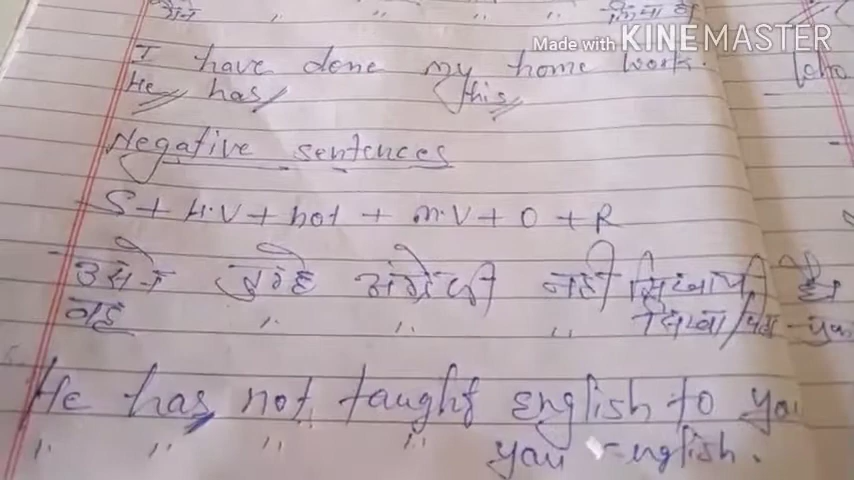 Made with KINEMASTER
I have done my home work.
He has this
Negative sentences
S + H.V + not + m.V + O + R
उसने तुम्हे अंग्रेजी नहीं सिखायी है
वह " " " सिखा /
He has not taught english to you
" " " " you English.